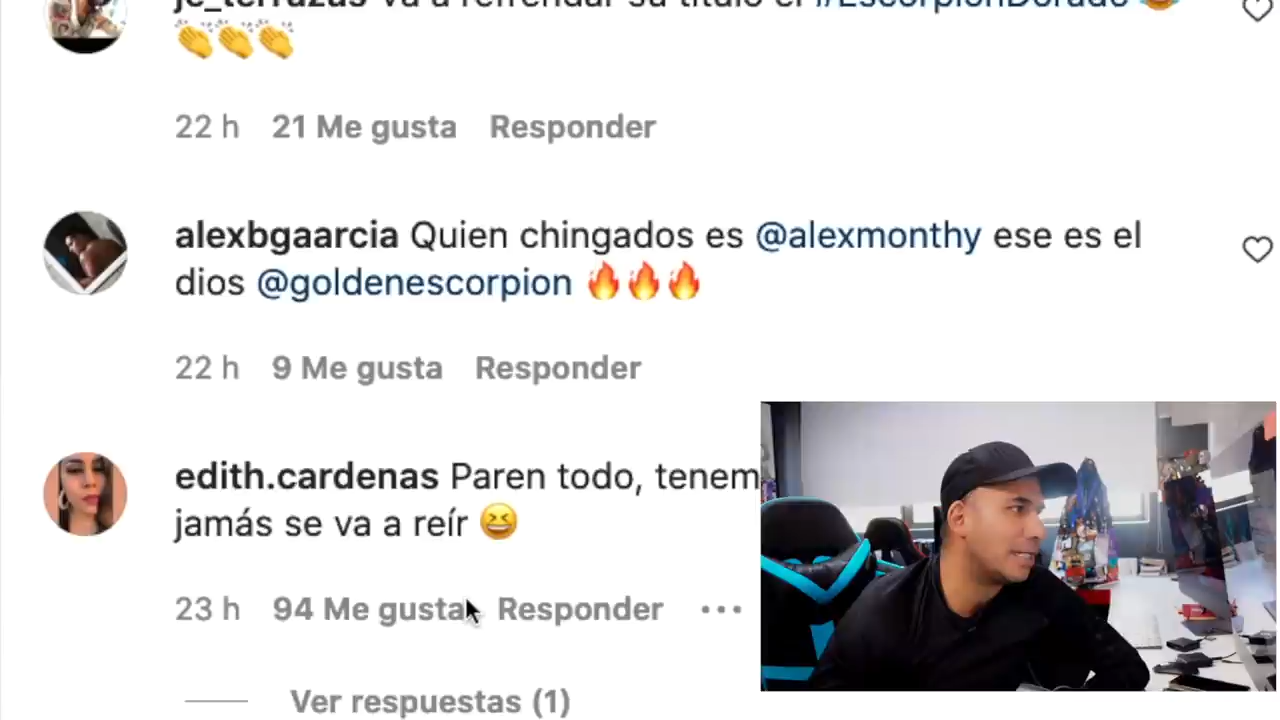 je_terrazas va a refrendar su título el #EscorpionDorado
22 h 21 Me gusta Responder
alexbgaarcia Quien chingados es @alexmonthy ese es el
dios @goldenescorpion 🔥🔥🔥
22 h 9 Me gusta Responder
edith.cardenas Paren todo, tenem
jamás se va a reír 😆
23 h 94 Me gusta Responder ...
Ver respuestas (1)